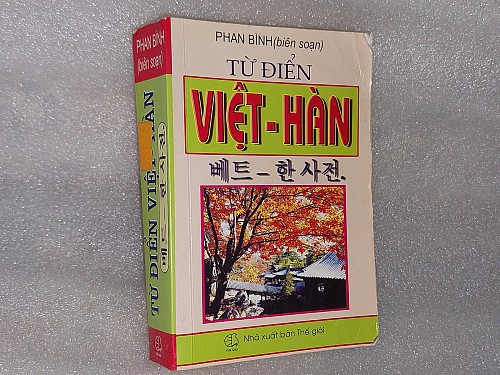 PHAN BÌNH (biên soạn)
TỪ ĐIỂN
VIỆT - HÀN
베트 – 한 사전.
Nhà xuất bản Thế giới
PHAN BÌNH
(biên soạn)
TỪ ĐIỂN VIỆT